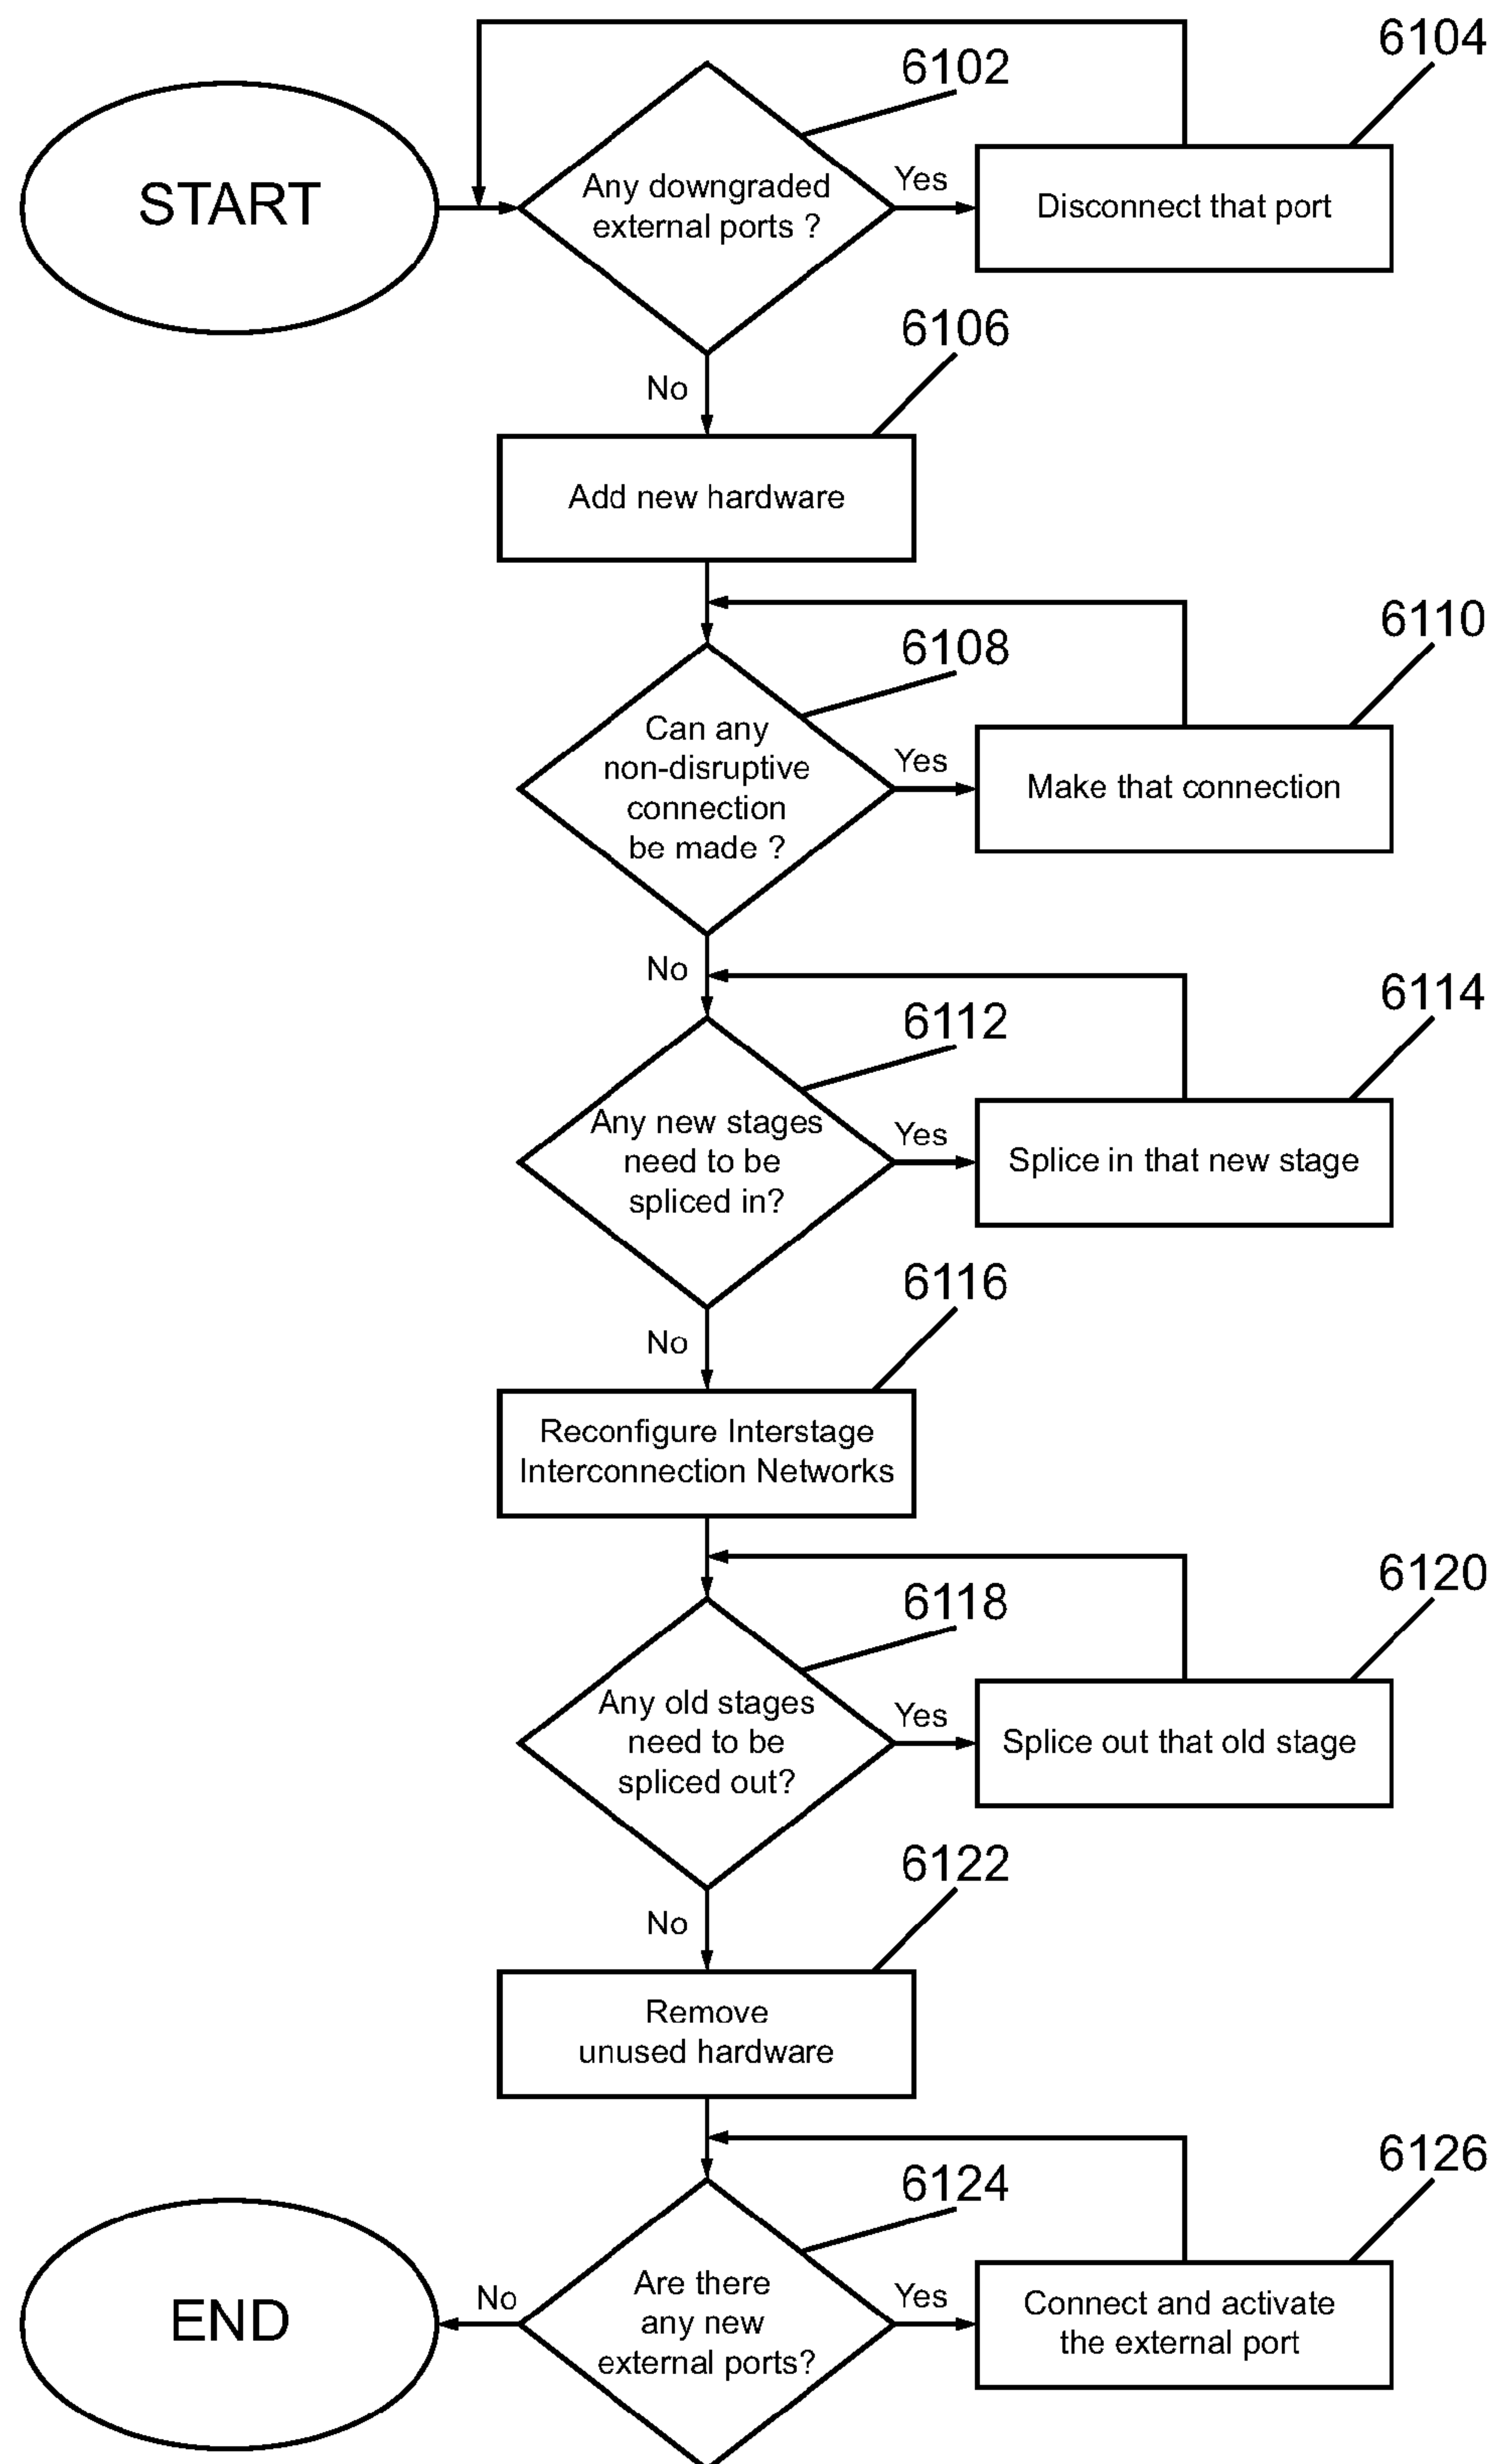 6104
6102
START
Any downgraded
external ports ?
Yes
Disconnect that port
6106
No
Add new hardware
6110
6108
Can any
non-disruptive
connection
be made ?
Yes
Make that connection
No
6114
6112
Any new stages
need to be
spliced in?
Yes
Splice in that new stage
6116
No
Reconfigure Interstage
Interconnection Networks
6120
6118
Any old stages
need to be
spliced out?
Yes
Splice out that old stage
6122
No
Remove
unused hardware
6126
6124
END
No
Are there
any new
external ports?
Yes
Connect and activate
the external port